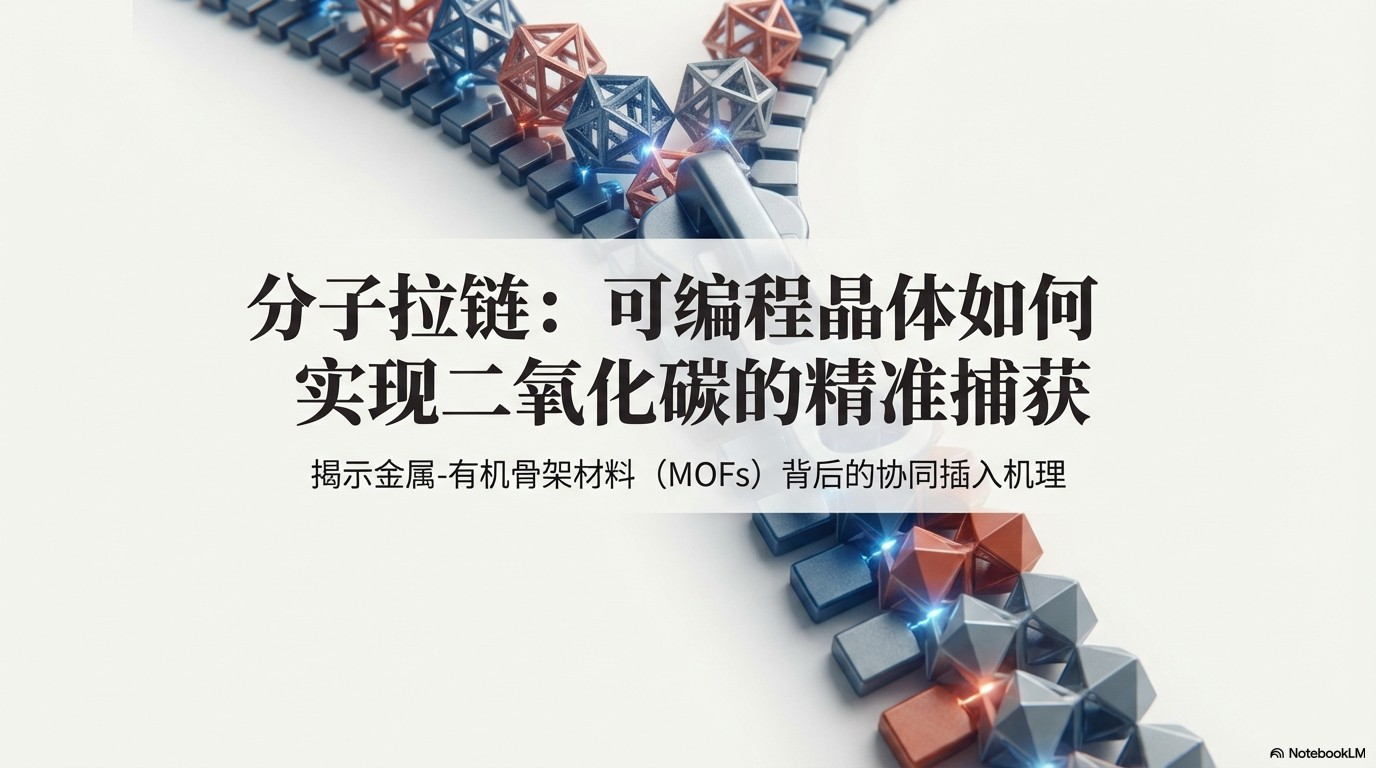 分子拉链：可编程晶体如何
实现二氧化碳的精准捕获
揭示金属-有机骨架材料（MOFs）背后的协同插入机理
NotebookLM